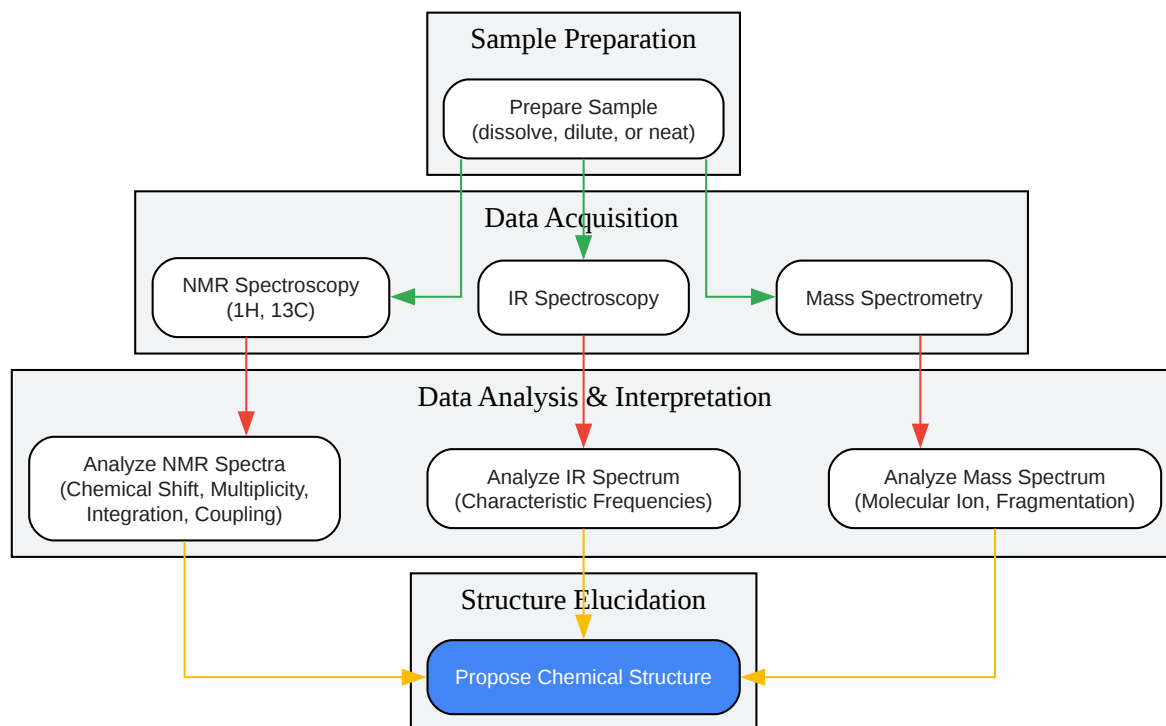 Sample Preparation
Prepare Sample
(dissolve, dilute, or neat)
Data Acquisition
NMR Spectroscopy
(1H, 13C)
IR Spectroscopy
Mass Spectrometry
Data Analysis & Interpretation
Analyze NMR Spectra
(Chemical Shift, Multiplicity,
Integration, Coupling)
Analyze IR Spectrum
(Characteristic Frequencies)
Analyze Mass Spectrum
(Molecular Ion, Fragmentation)
Structure Elucidation
Propose Chemical Structure